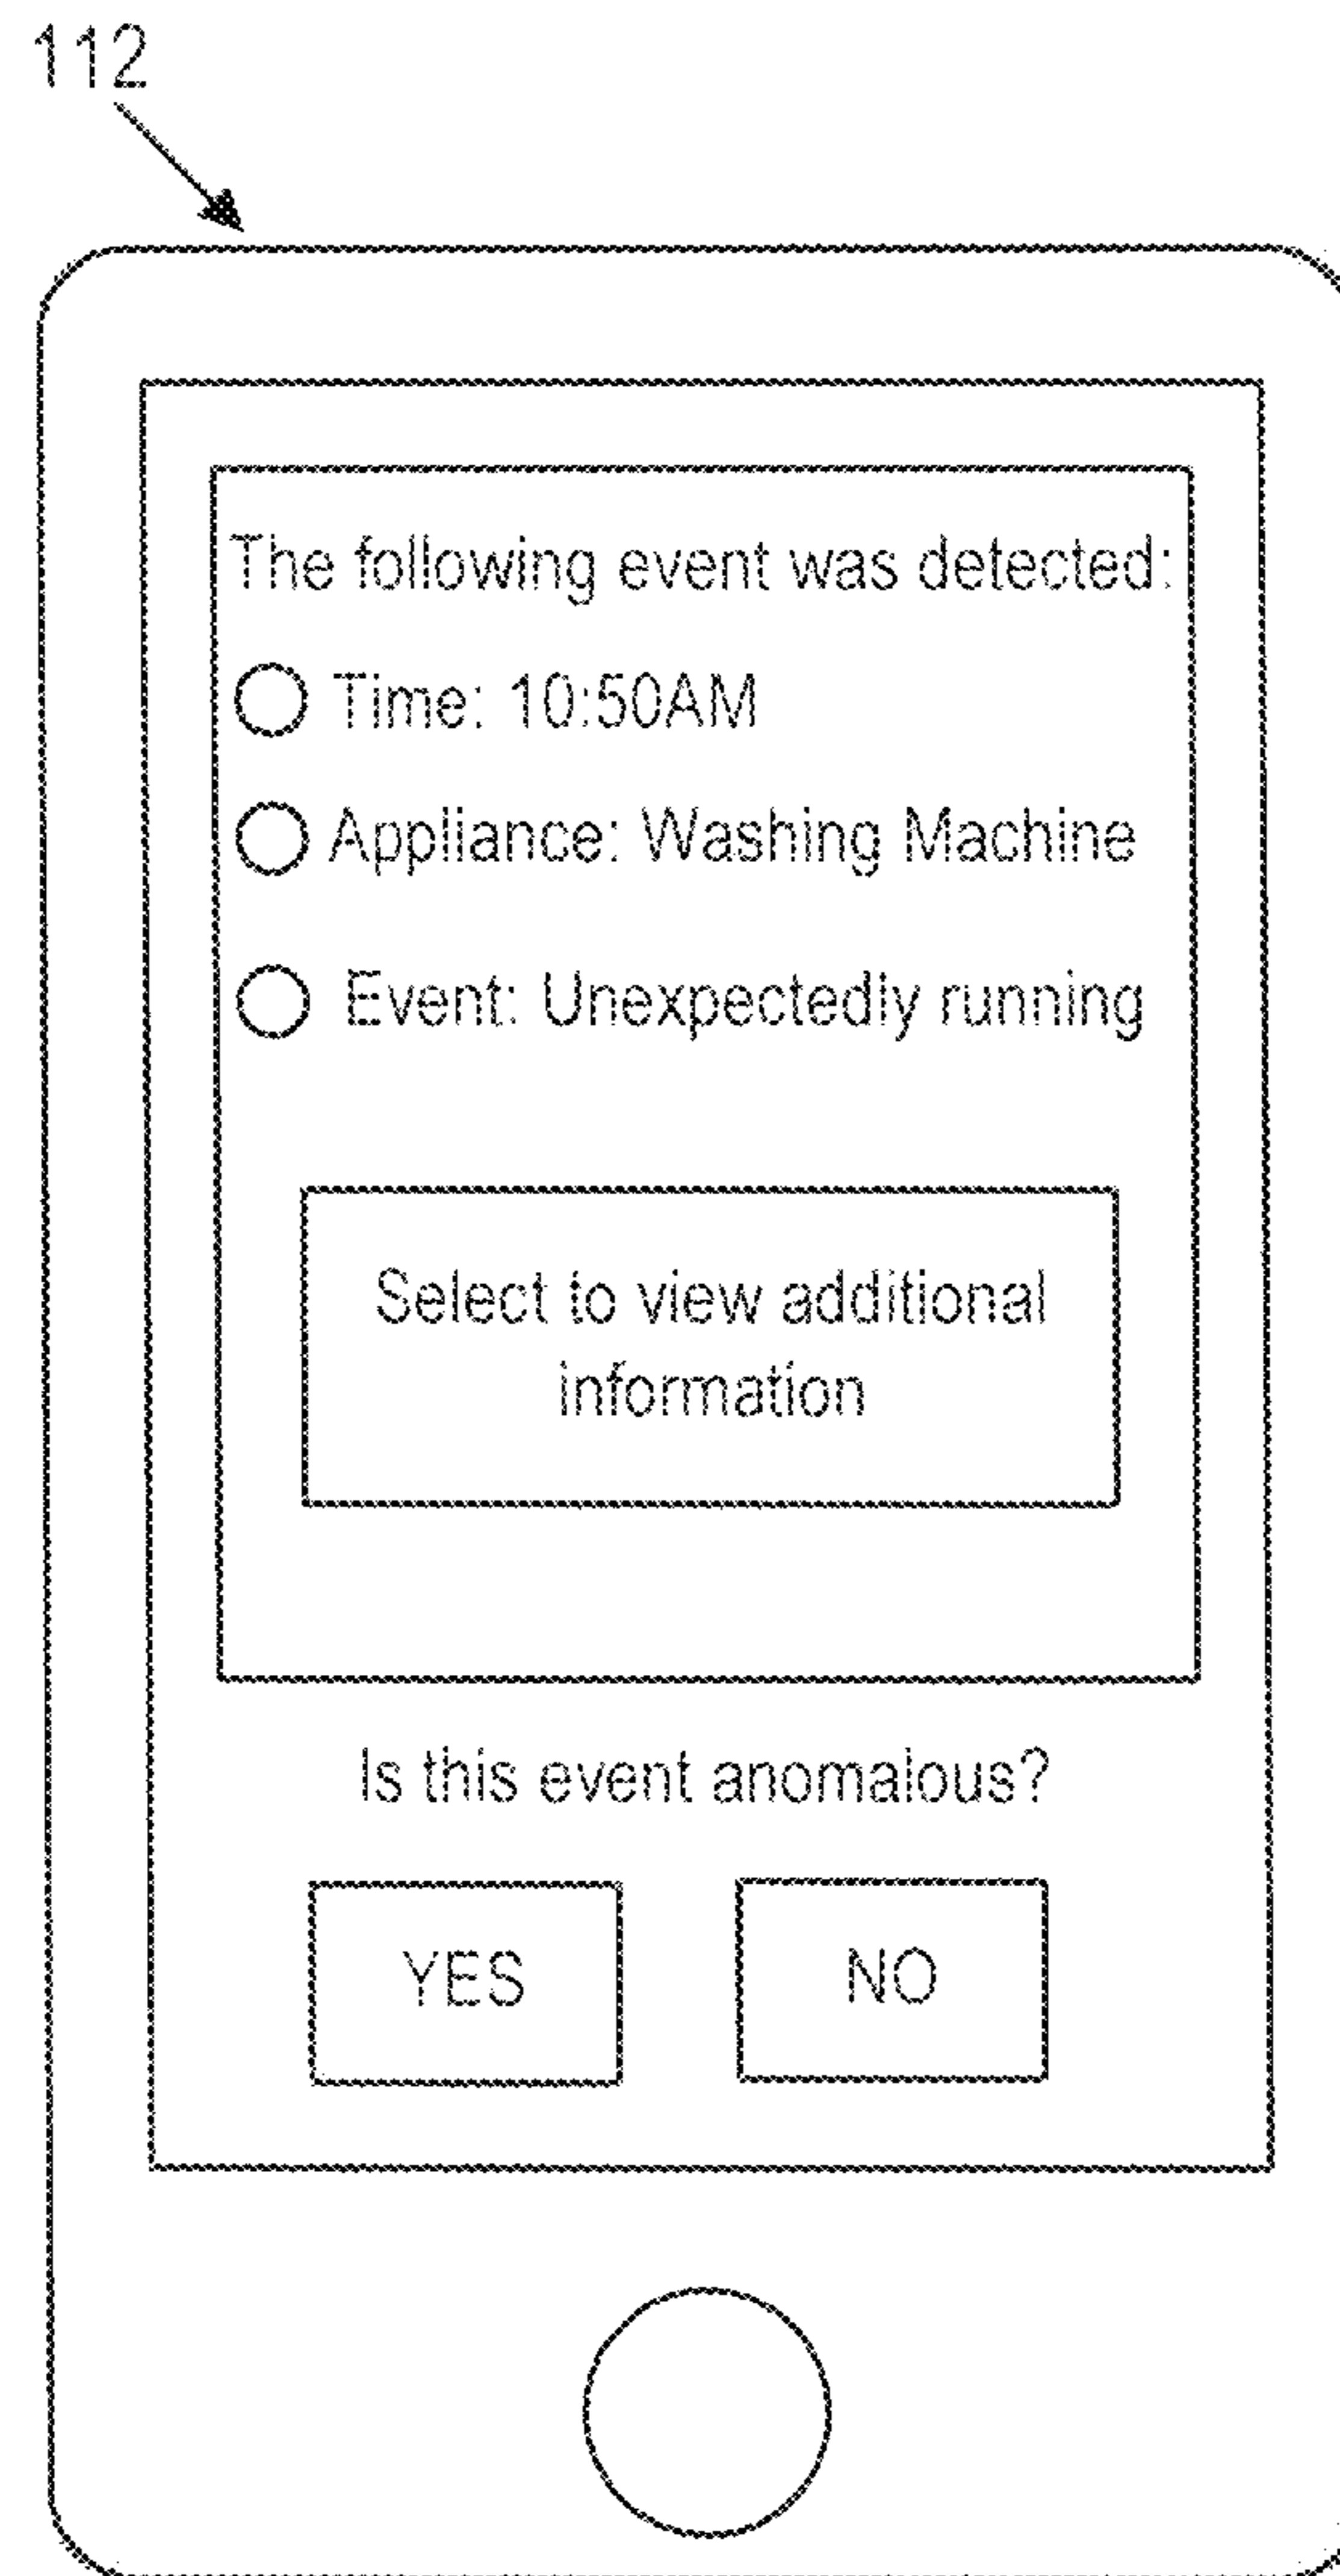 112
The following event was detected:
Time: 10:50AM
Appliance: Washing Machine
Event: Unexpectedly running
Select to view additional
information
Is this event anomalous?
YES
NO